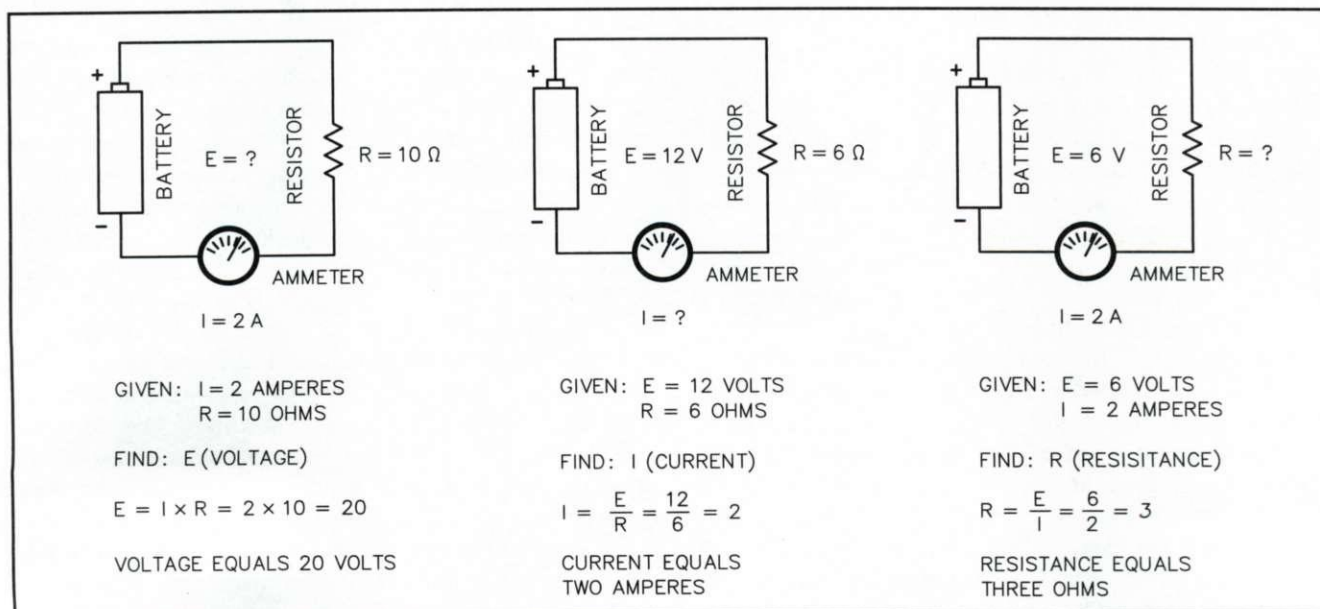 +
BATTERY
−
E = ?
RESISTOR
R = 10 Ω
AMMETER
I = 2 A
GIVEN: I = 2 AMPERES
R = 10 OHMS
FIND: E (VOLTAGE)
E = I × R = 2 × 10 = 20
VOLTAGE EQUALS 20 VOLTS
+
BATTERY
−
E = 12 V
RESISTOR
R = 6 Ω
AMMETER
I = ?
GIVEN: E = 12 VOLTS
R = 6 OHMS
FIND: I (CURRENT)
I = E/R = 12/6 = 2
CURRENT EQUALS
TWO AMPERES
+
BATTERY
−
E = 6 V
RESISTOR
R = ?
AMMETER
I = 2 A
GIVEN: E = 6 VOLTS
I = 2 AMPERES
FIND: R (RESISITANCE)
R = E/I = 6/2 = 3
RESISTANCE EQUALS
THREE OHMS